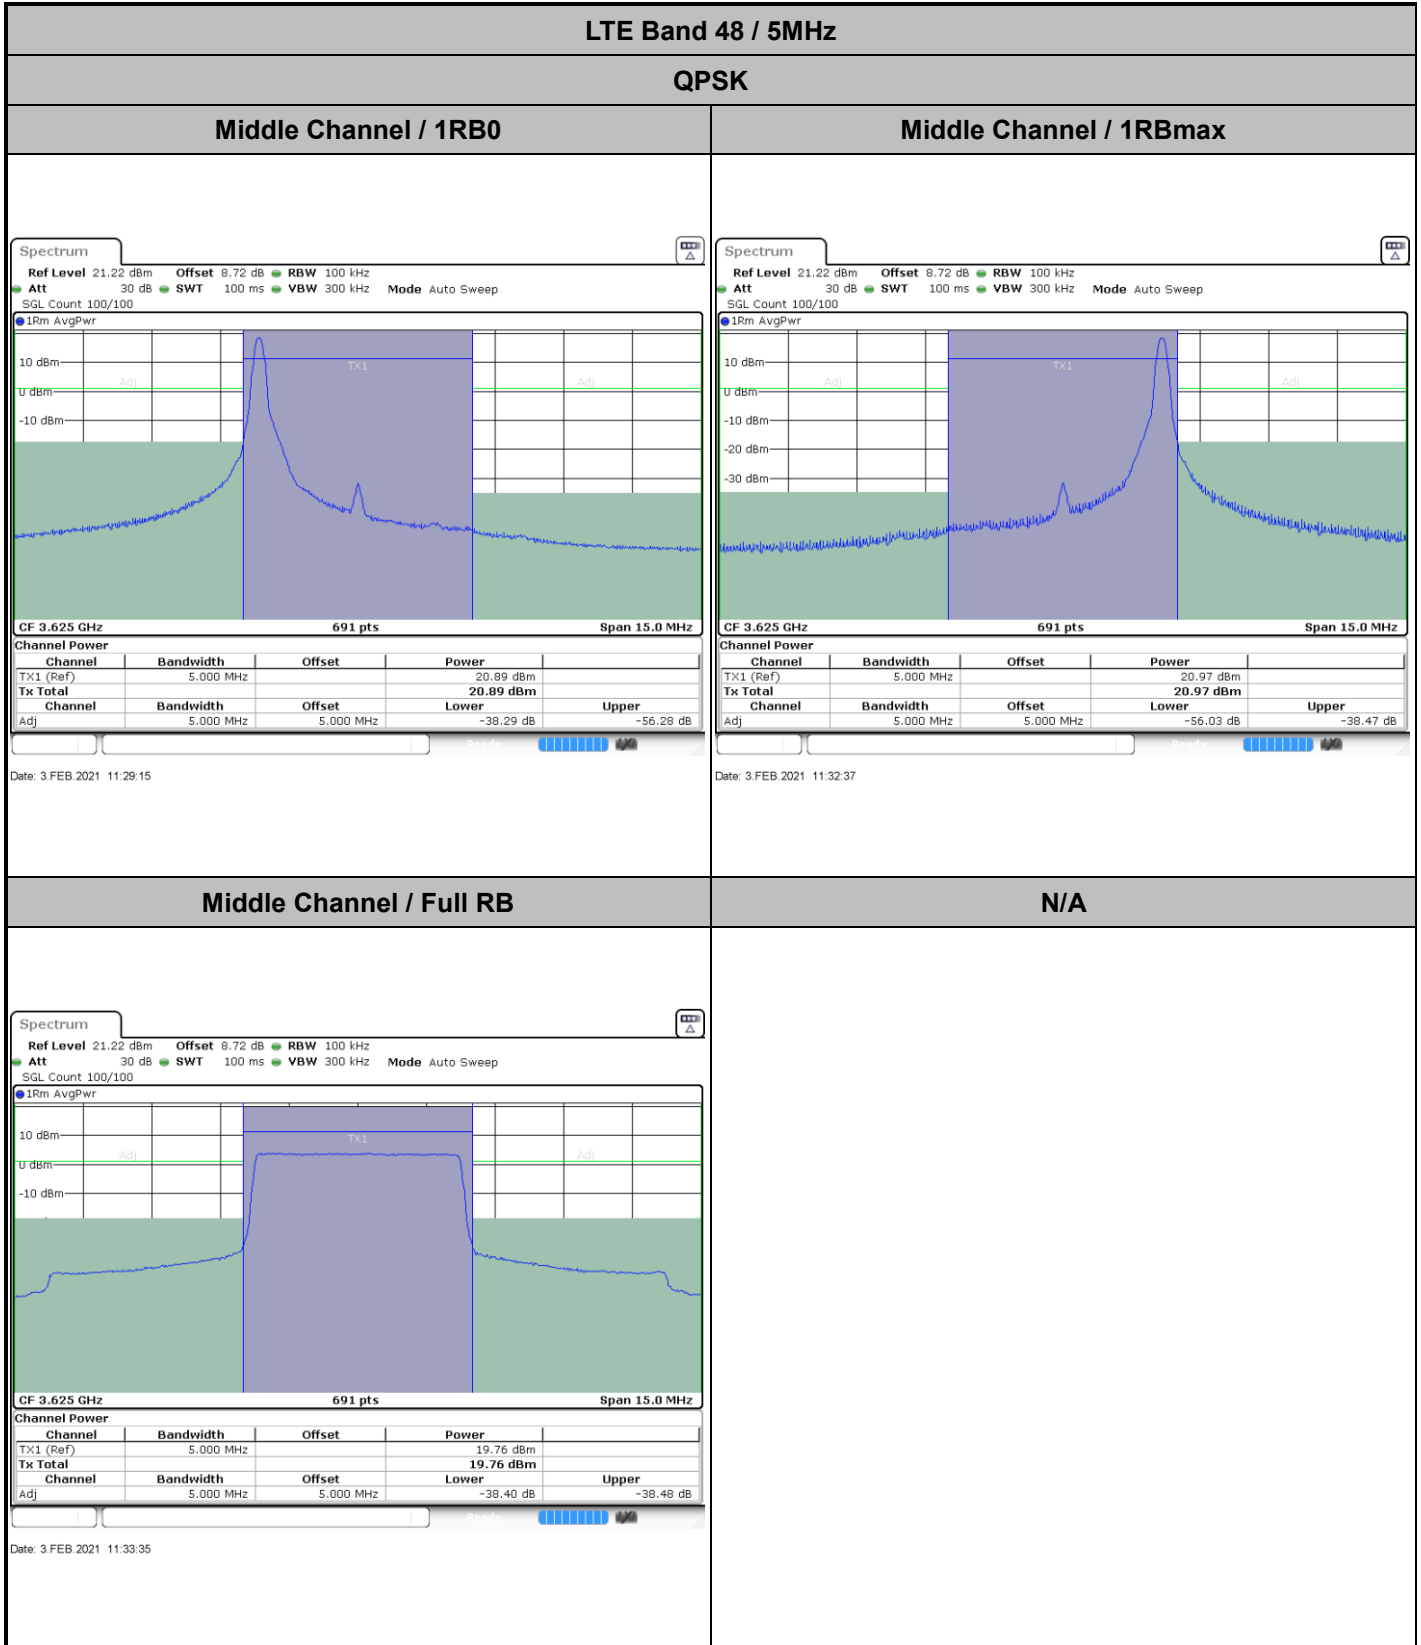 LTE Band 48 / 5MHz
QPSK
Middle Channel / 1RB0
Middle Channel / 1RBmax
Spectrum
Ref Level 21.22 dBm Offset 8.72 dB RBW 100 kHz
Att 30 dB SWT 100 ms VBW 300 kHz Mode Auto Sweep
SGL Count 100/100
1Rm AvgPwr
10 dBm
TX1
Adj
Adj
0 dBm
-10 dBm
CF 3.625 GHz 691 pts Span 15.0 MHz
Channel Power
Channel Bandwidth Offset Power
TX1 (Ref) 5.000 MHz 20.89 dBm
Tx Total 20.89 dBm
Channel Bandwidth Offset Lower Upper
Adj 5.000 MHz 5.000 MHz -38.29 dB -56.28 dB
Ready
Date: 3.FEB.2021 11:29:15
Spectrum
Ref Level 21.22 dBm Offset 8.72 dB RBW 100 kHz
Att 30 dB SWT 100 ms VBW 300 kHz Mode Auto Sweep
SGL Count 100/100
1Rm AvgPwr
10 dBm
TX1
Adj
Adj
0 dBm
-10 dBm
-20 dBm
-30 dBm
CF 3.625 GHz 691 pts Span 15.0 MHz
Channel Power
Channel Bandwidth Offset Power
TX1 (Ref) 5.000 MHz 20.97 dBm
Tx Total 20.97 dBm
Channel Bandwidth Offset Lower Upper
Adj 5.000 MHz 5.000 MHz -56.03 dB -38.47 dB
Ready
Date: 3.FEB.2021 11:32:37
Middle Channel / Full RB
N/A
Spectrum
Ref Level 21.22 dBm Offset 8.72 dB RBW 100 kHz
Att 30 dB SWT 100 ms VBW 300 kHz Mode Auto Sweep
SGL Count 100/100
1Rm AvgPwr
10 dBm
TX1
Adj
Adj
0 dBm
-10 dBm
CF 3.625 GHz 691 pts Span 15.0 MHz
Channel Power
Channel Bandwidth Offset Power
TX1 (Ref) 5.000 MHz 19.76 dBm
Tx Total 19.76 dBm
Channel Bandwidth Offset Lower Upper
Adj 5.000 MHz 5.000 MHz -38.40 dB -38.48 dB
Ready
Date: 3.FEB.2021 11:33:35